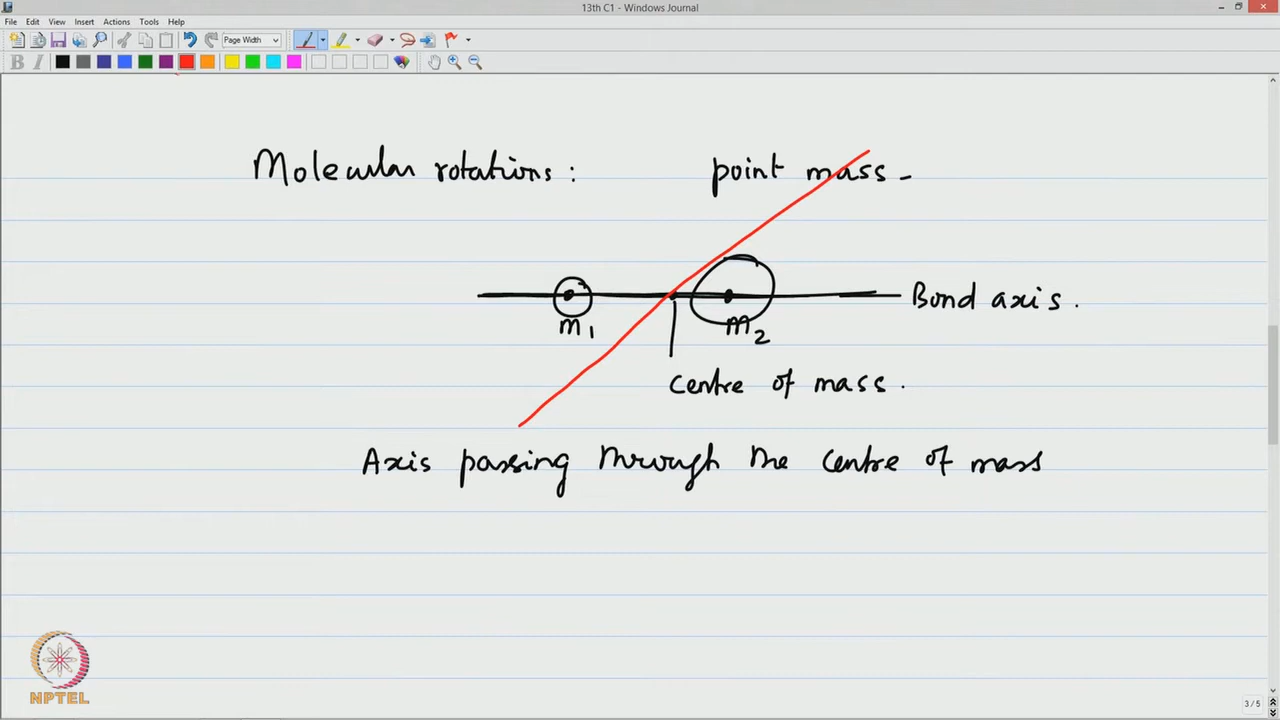 13th C1 - Windows Journal
File Edit View Insert Actions Tools Help
Page Width
B I
Molecular rotations : point mass -
Bond axis .
m1 m2
Centre of mass .
Axis passing through the centre of mass
NPTEL
3 / 5